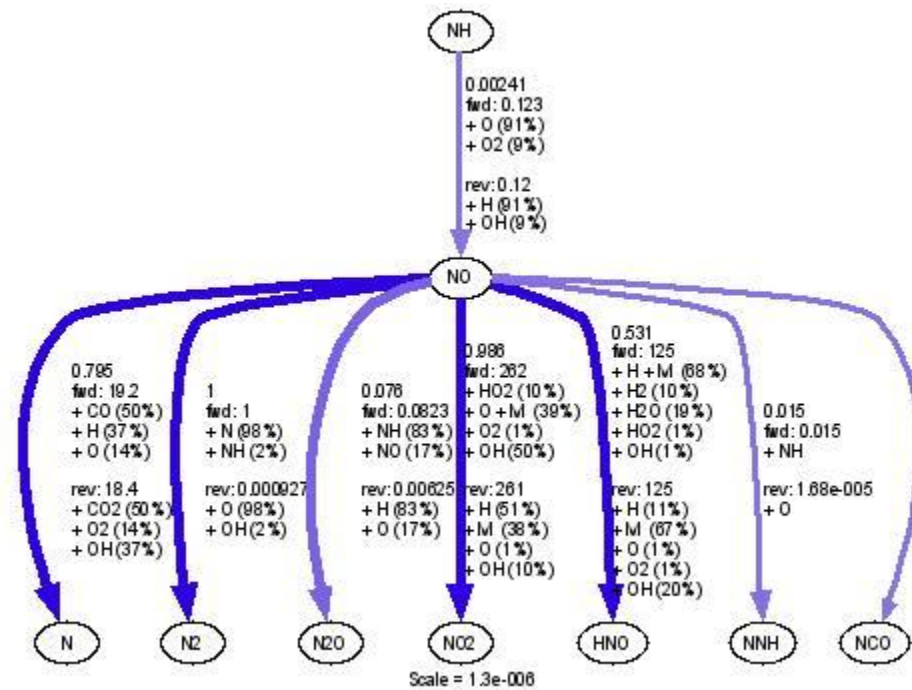 NH
0.00241
fwd: 0.123
+ O (91%)
+ O2 (9%)
rev: 0.12
+ H (91%)
+ OH (9%)
NO
0.795
fwd: 19.2
+ CO (50%)
+ H (37%)
+ O (14%)
rev: 18.4
+ CO2 (50%)
+ O2 (14%)
+ OH (37%)
1
fwd: 1
+ N (98%)
+ NH (2%)
rev: 0.000927
+ O (98%)
+ OH (2%)
0.076
fwd: 0.0823
+ NH (83%)
+ NO (17%)
rev: 0.00625
+ H (83%)
+ O (17%)
0.986
fwd: 262
+ HO2 (10%)
+ O + M (39%)
+ O2 (1%)
+ OH (50%)
rev: 261
+ H (51%)
+ M (38%)
+ O (1%)
+ OH (10%)
0.531
fwd: 125
+ H + M (68%)
+ H2 (10%)
+ H2O (19%)
+ HO2 (1%)
+ OH (1%)
rev: 125
+ H (11%)
+ M (67%)
+ O (1%)
+ O2 (1%)
+ OH (20%)
0.015
fwd: 0.015
+ NH
rev: 1.68e-005
+ O
N
N2
N2O
NO2
HNO
NNH
NCO
Scale = 1.3e-006